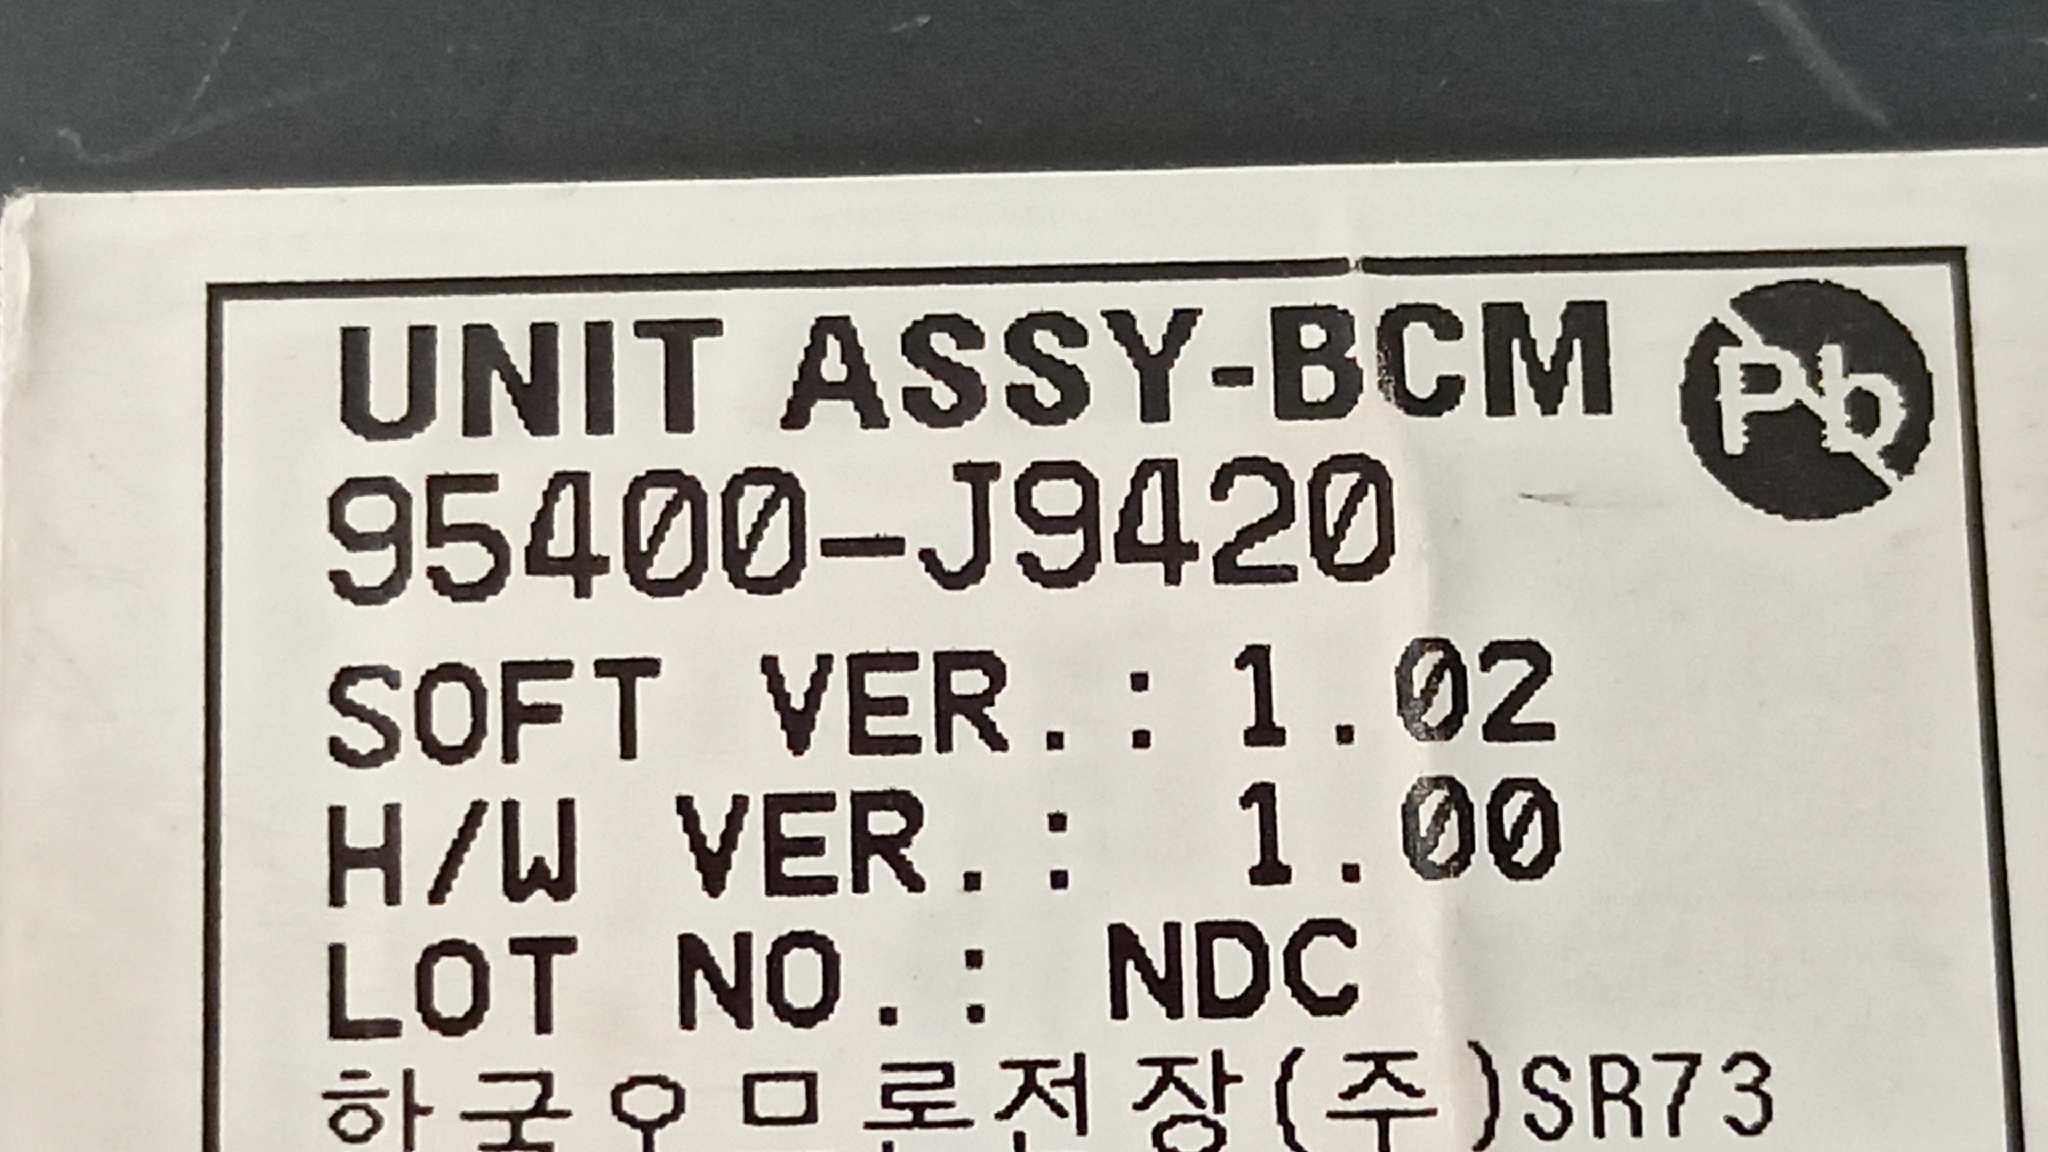 UNIT ASSY-BCM
Pb
95400-J9420
SOFT VER.: 1.02
H/W VER.: 1.00
LOT NO.: NDC
한국오므론전장(주)SR73